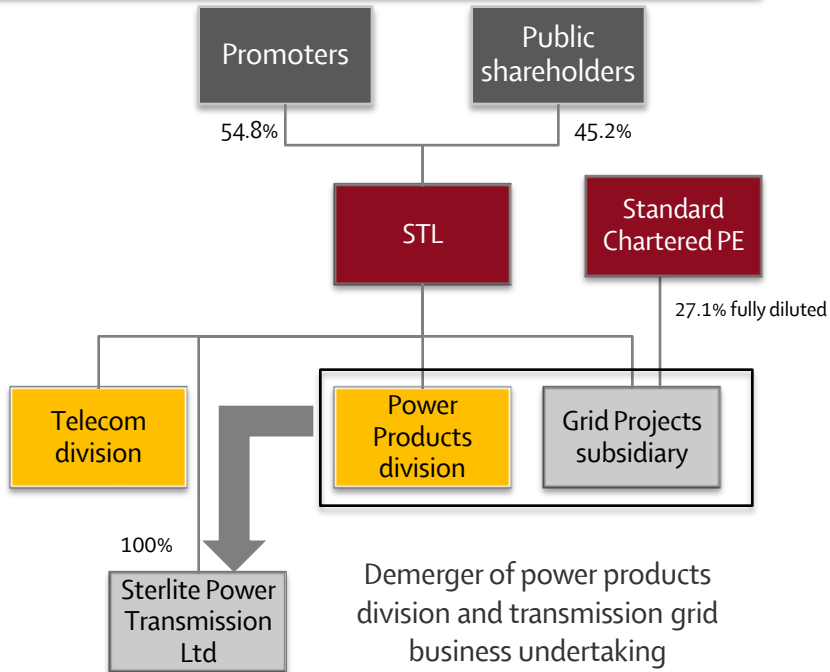 Promoters
Public
shareholders
54.8%
45.2%
STL
Standard
Chartered PE
27.1% fully diluted
Telecom
division
Power
Products
division
Grid Projects
subsidiary
100%
Sterlite Power
Transmission
Ltd
Demerger of power products
division and transmission grid
business undertaking